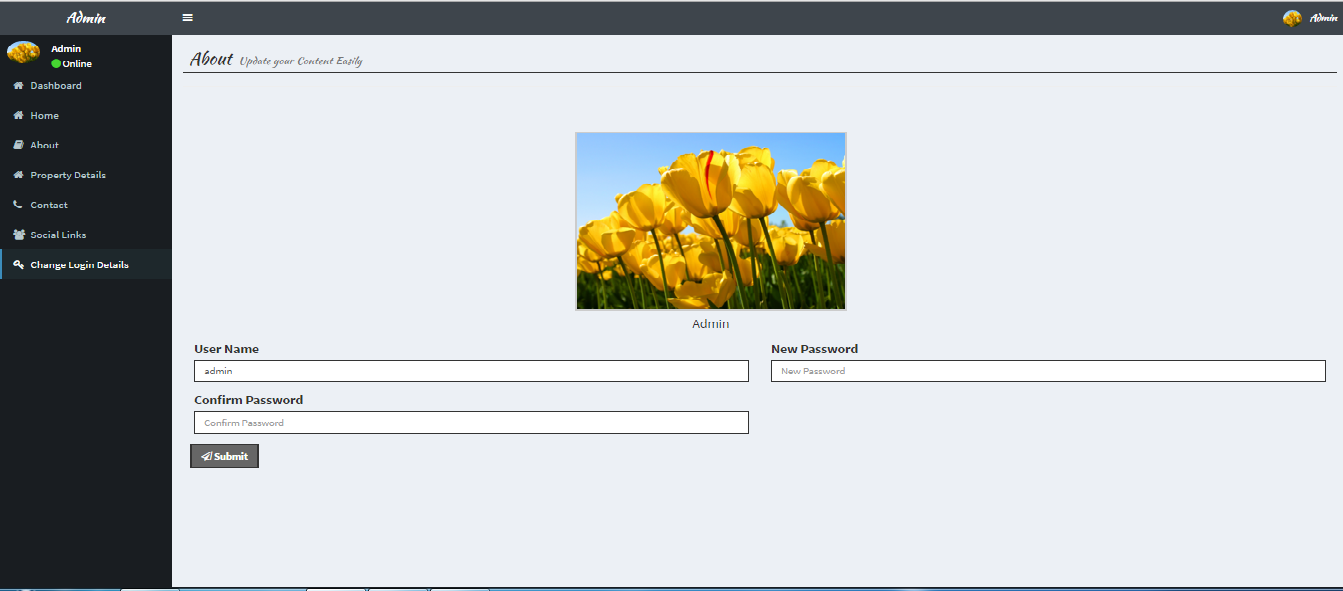 Admin
Admin
Admin
Online
About Update your Content Easily
Dashboard
Home
About
Property Details
Contact
Social Links
Change Login Details
Admin
User Name
New Password
admin
New Password
Confirm Password
Confirm Password
Submit